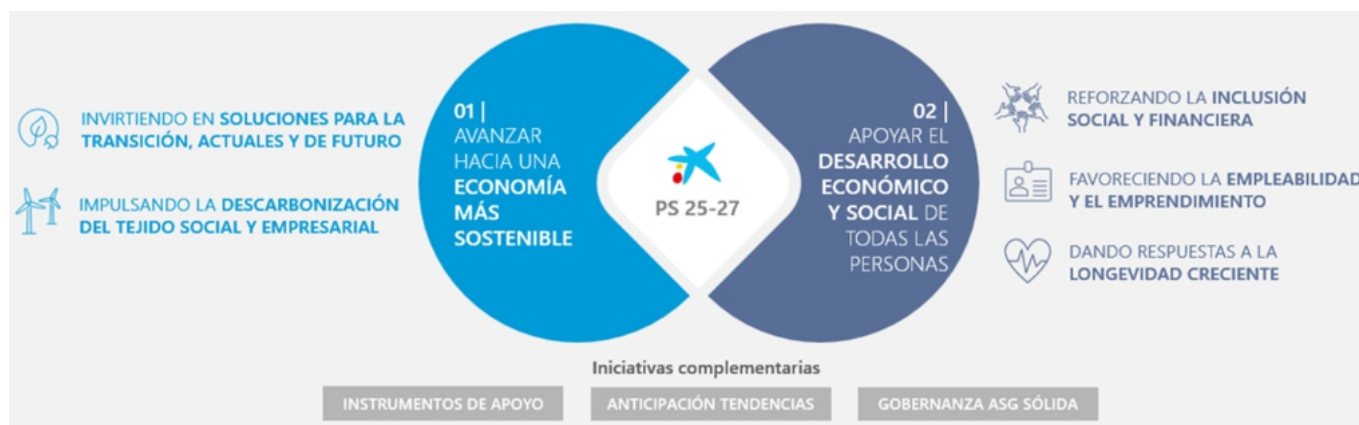 INVIRTIENDO EN SOLUCIONES PARA LA
TRANSICIÓN, ACTUALES Y DE FUTURO
IMPULSANDO LA DESCARBONIZACIÓN
DEL TEJIDO SOCIAL Y EMPRESARIAL
01 |
AVANZAR
HACIA UNA
ECONOMÍA
MÁS
SOSTENIBLE
PS 25-27
02 |
APOYAR EL
DESARROLLO
ECONÓMICO
Y SOCIAL DE
TODAS LAS
PERSONAS
REFORZANDO LA INCLUSIÓN
SOCIAL Y FINANCIERA
FAVORECIENDO LA EMPLEABILIDAD
Y EL EMPRENDIMIENTO
DANDO RESPUESTAS A LA
LONGEVIDAD CRECIENTE
Iniciativas complementarias
INSTRUMENTOS DE APOYO
ANTICIPACIÓN TENDENCIAS
GOBERNANZA ASG SÓLIDA